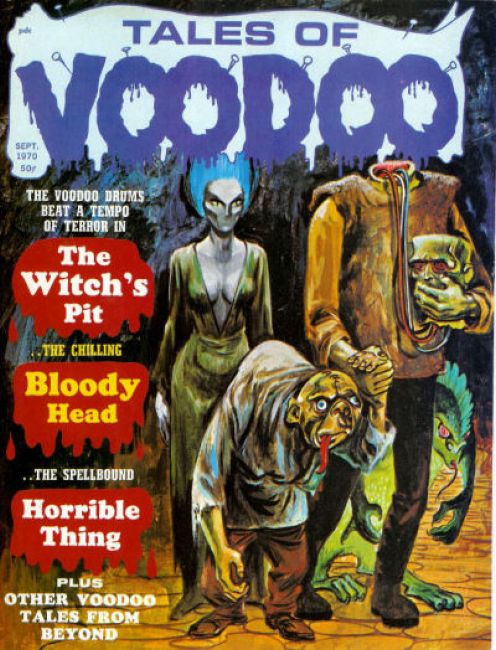 pdc
TALES OF
VOODOO
SEPT.
1970
50¢
THE VOODOO DRUMS
BEAT A TEMPO
OF TERROR IN
The
Witch's
Pit
..THE CHILLING
Bloody
Head
..THE SPELLBOUND
Horrible
Thing
PLUS
OTHER VOODOO
TALES FROM
BEYOND